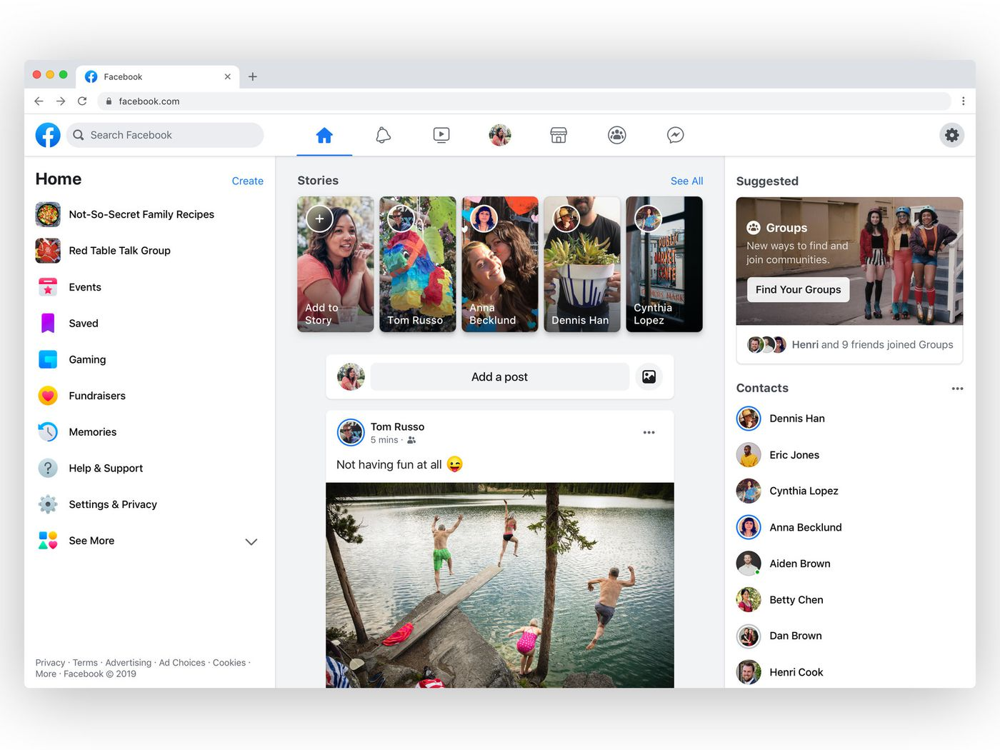 Facebook
facebook.com
Search Facebook
Home
Create
Not-So-Secret Family Recipes
Red Table Talk Group
Events
Saved
Gaming
Fundraisers
Memories
Help & Support
Settings & Privacy
See More
Privacy · Terms · Advertising · Ad Choices · Cookies ·
More · Facebook © 2019
Stories
See All
Add to
Story
Tom Russo
Anna
Becklund
Dennis Han
PUBLIC
MARKET
CENTER
Cynthia
Lopez
Add a post
Tom Russo
5 mins ·
Not having fun at all 😜
Suggested
Groups
New ways to find and
join communities.
Find Your Groups
Henri and 9 friends joined Groups
Contacts
Dennis Han
Eric Jones
Cynthia Lopez
Anna Becklund
Aiden Brown
Betty Chen
Dan Brown
Henri Cook